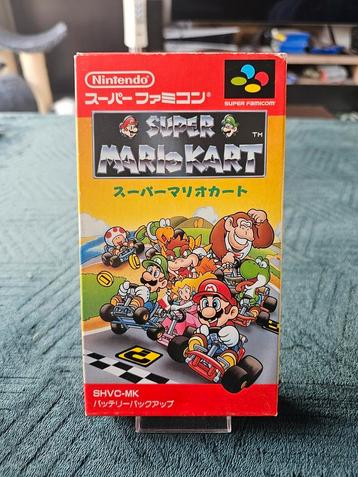 Nintendo
スーパーファミコン®
SUPER FAMICOM
SUPER
MARIO KART
TM
スーパーマリオカート
2
SHVC-MK
バッテリーバックアップ